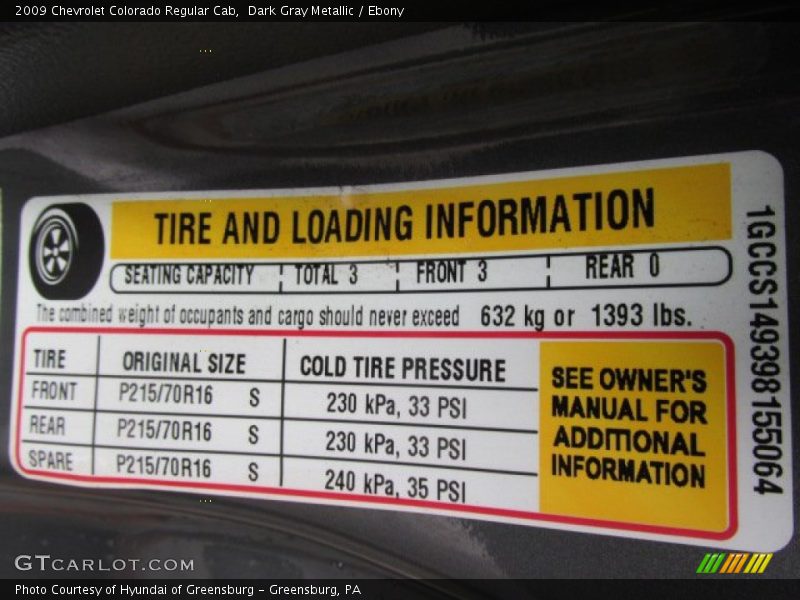 2009 Chevrolet Colorado Regular Cab,  Dark Gray Metallic / Ebony
TIRE AND LOADING INFORMATION
SEATING CAPACITY TOTAL 3 FRONT 3 REAR 0
The combined weight of occupants and cargo should never exceed 632 kg or 1393 lbs.
TIRE ORIGINAL SIZE COLD TIRE PRESSURE
FRONT P215/70R16 S 230 kPa, 33 PSI
REAR P215/70R16 S 230 kPa, 33 PSI
SPARE P215/70R16 S 240 kPa, 35 PSI
SEE OWNER'S
MANUAL FOR
ADDITIONAL
INFORMATION
1GCCS149398155064
GTCARLOT.COM
Photo Courtesy of Hyundai of Greensburg - Greensburg, PA